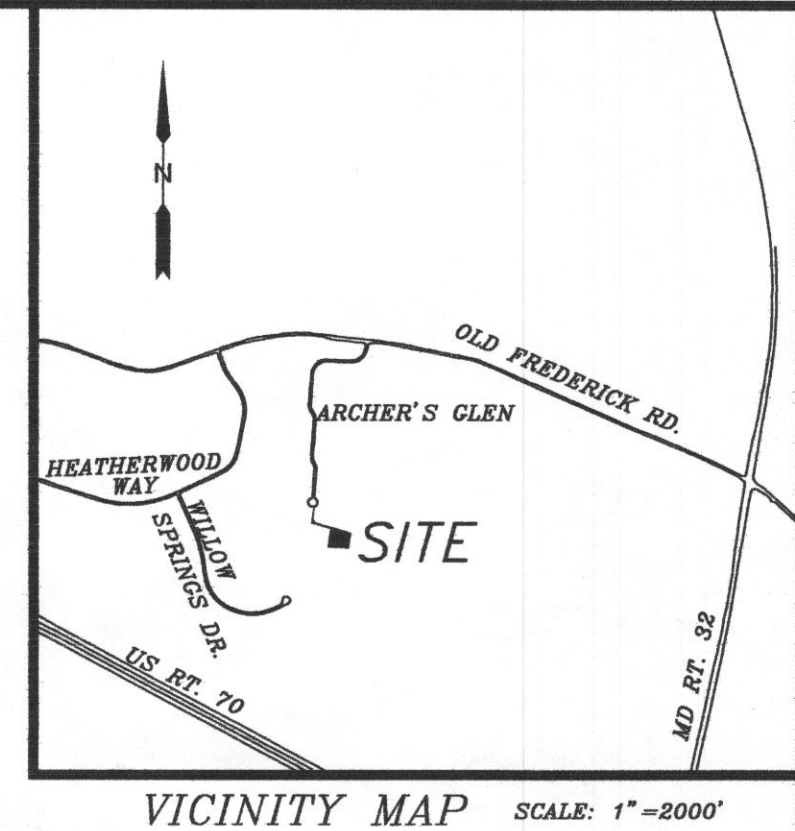 N
OLD FREDERICK RD.
ARCHER'S GLEN
HEATHERWOOD
WAY
WILLOW
SPRINGS DR.
SITE
US RT. 70
MD RT. 32
VICINITY MAP SCALE: 1"=2000'